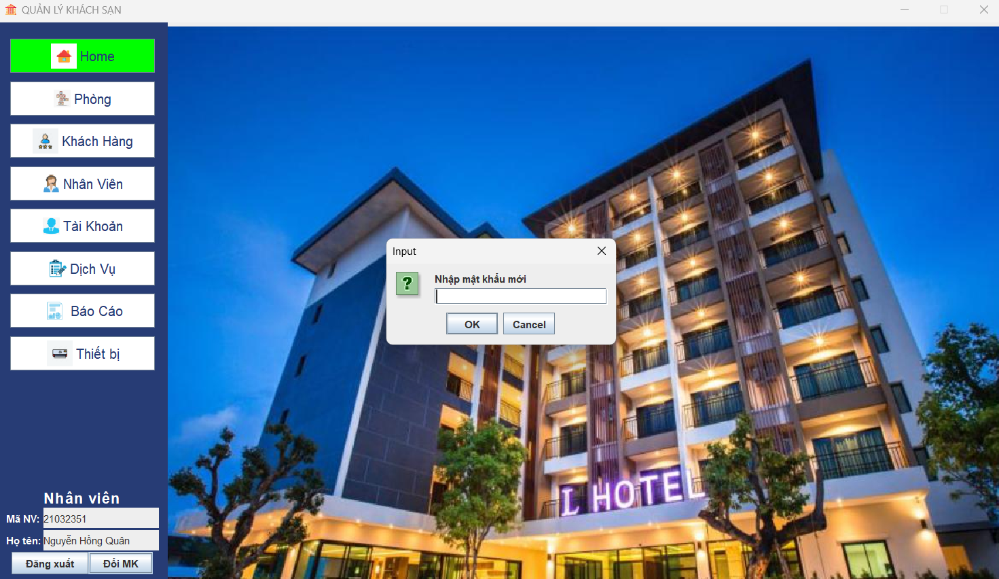 QUẢN LÝ KHÁCH SẠN
Home
Phòng
Khách Hàng
Nhân Viên
Tài Khoản
Dịch Vụ
Báo Cáo
Thiết bị
Input
Nhập mật khẩu mới
OK
Cancel
L HOTEL
Nhân viên
Mã NV: 21032351
Họ tên: Nguyễn Hồng Quân
Đăng xuất
Đổi MK